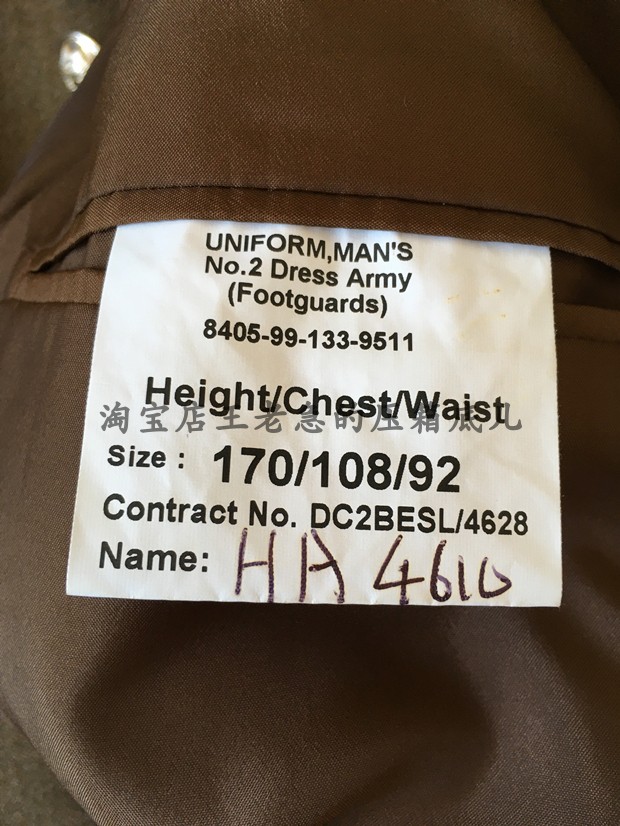 UNIFORM,MAN'S
No.2 Dress Army
(Footguards)
8405-99-133-9511
Height/Chest/Waist
淘宝店王老急的压箱底儿
Size : 170/108/92
Contract No. DC2BESL/4628
Name: HA 4610